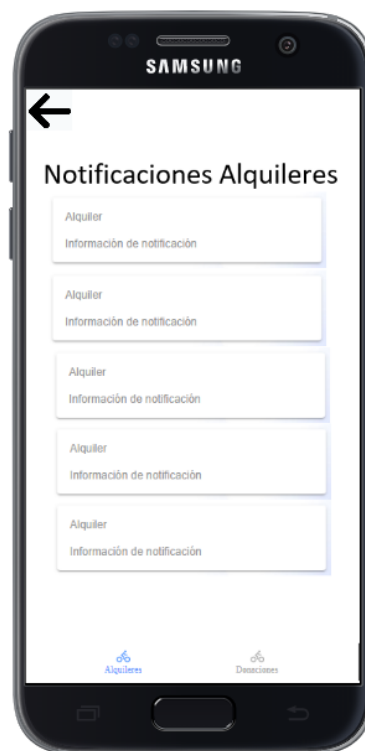 SAMSUNG
Notificaciones Alquileres
Alquiler
Información de notificación
Alquiler
Información de notificación
Alquiler
Información de notificación
Alquiler
Información de notificación
Alquiler
Información de notificación
Alquileres
Donaciones